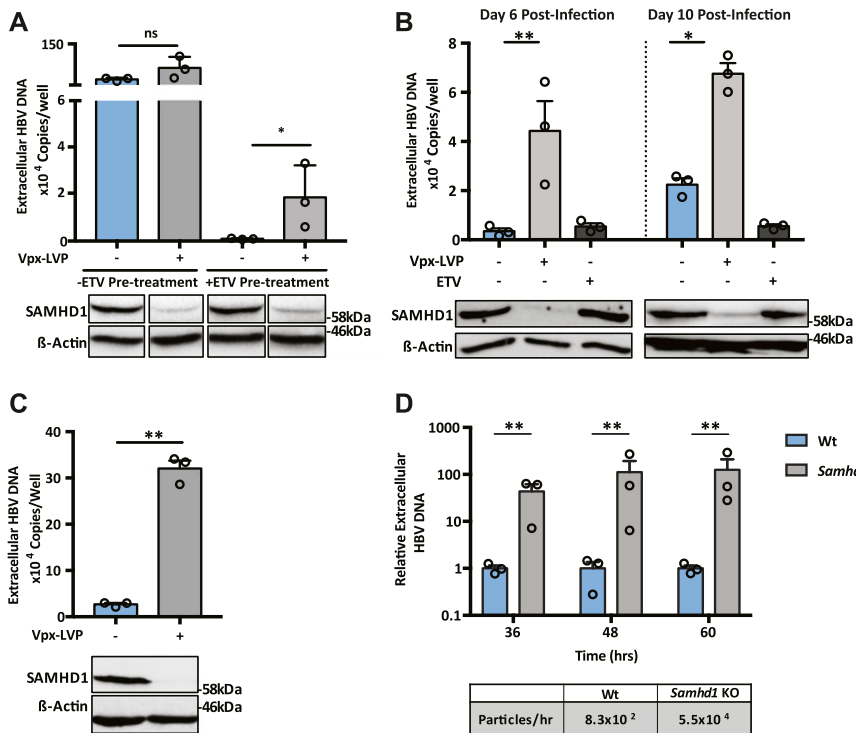 A
ns
150
6
4
2
0
Extracellular HBV DNA
x10 4 Copies/well
*
Vpx-LVP - + - +
-ETV Pre-treatment +ETV Pre-treatment
SAMHD1
-58kDa
-46kDa
ß-Actin
B
Day 6 Post-Infection Day 10 Post-Infection
** *
8
6
4
2
0
Extracellular HBV DNA
x10 4 Copies/well
Vpx-LVP - + - - + -
ETV - - + - - +
SAMHD1
-58kDa
-46kDa
ß-Actin
C
**
40
30
20
10
0
Extracellular HBV DNA
x10 4 Copies/Well
Vpx-LVP - +
SAMHD1
-58kDa
-46kDa
ß-Actin
D
** ** **
1000
100
10
1
0.1
Relative Extracellular
HBV DNA
36 48 60
Time (hrs)
Wt
Wt Samhd1 KO
Particles/hr 8.3x10 2 5.5x10 4